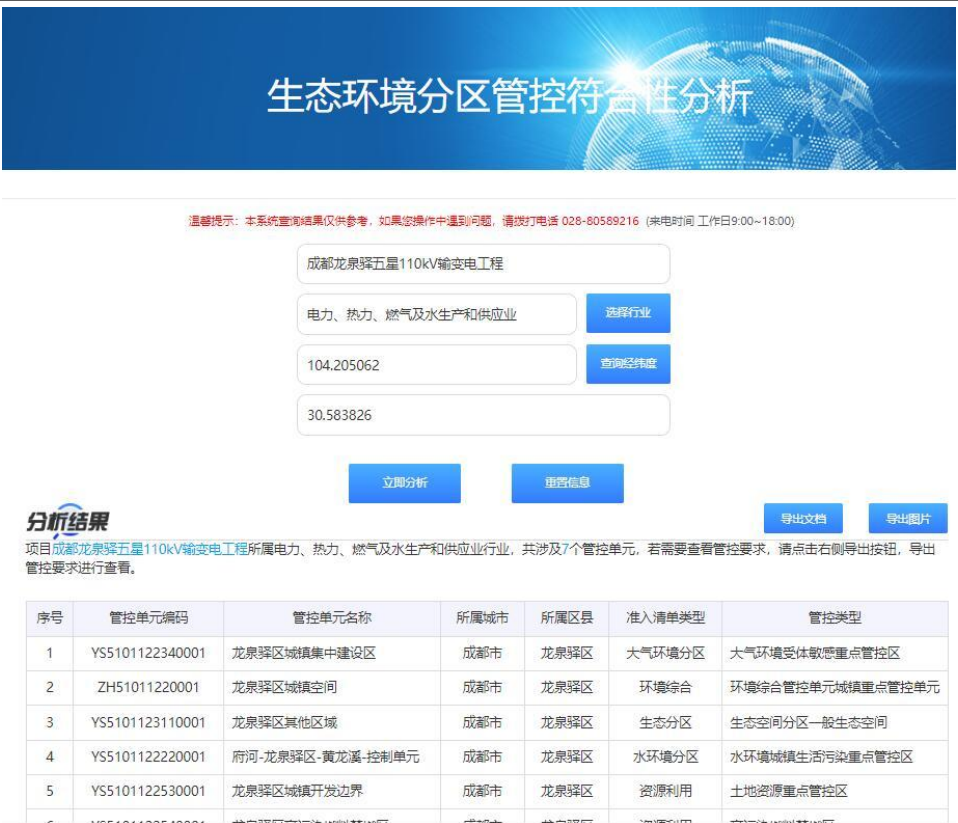 生态环境分区管控符合性分析
温馨提示：本系统查询结果仅供参考，如果您操作中遇到问题，请拨打电话 028-80589216 (来电时间 工作日9:00~18:00)
成都龙泉驿五星110kV输变电工程
电力、热力、燃气及水生产和供应业 选择行业
104.205062 查询经纬度
30.583826
立即分析 重置信息
分析结果 导出文档 导出图片
项目成都龙泉驿五星110kV输变电工程所属电力、热力、燃气及水生产和供应业行业，共涉及7个管控单元，若需要查看管控要求，请点击右侧导出按钮，导出
管控要求进行查看。
序号 管控单元编码 管控单元名称 所属城市 所属区县 准入清单类型 管控类型
1 YS5101122340001 龙泉驿区城镇集中建设区 成都市 龙泉驿区 大气环境分区 大气环境受体敏感重点管控区
2 ZH51011220001 龙泉驿区城镇空间 成都市 龙泉驿区 环境综合 环境综合管控单元城镇重点管控单元
3 YS5101123110001 龙泉驿区其他区域 成都市 龙泉驿区 生态分区 生态空间分区一般生态空间
4 YS5101122220001 府河-龙泉驿区-黄龙溪-控制单元 成都市 龙泉驿区 水环境分区 水环境城镇生活污染重点管控区
5 YS5101122530001 龙泉驿区城镇开发边界 成都市 龙泉驿区 资源利用 土地资源重点管控区